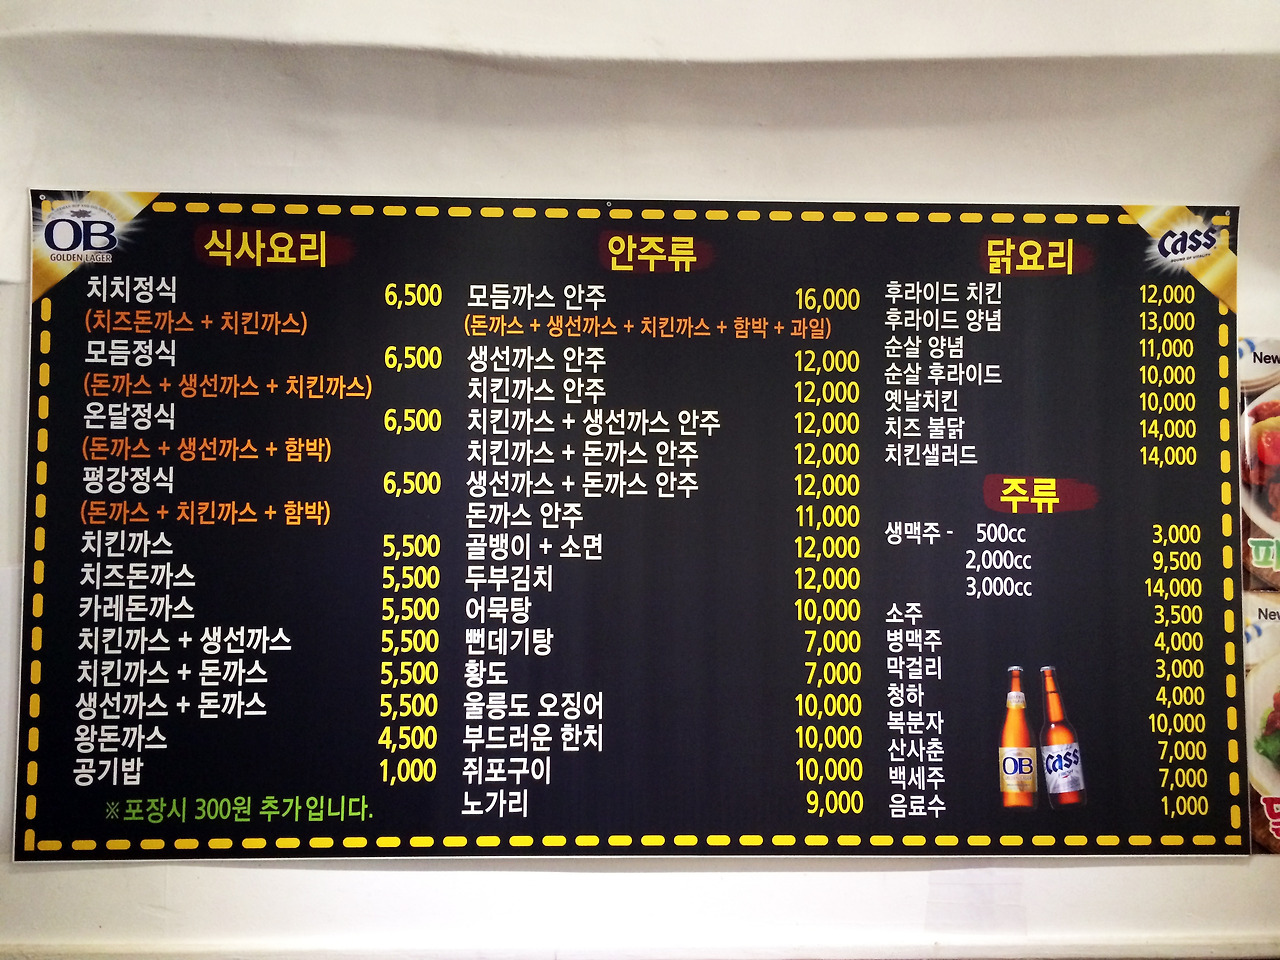 OB
GOLDEN LAGER
식사요리
치치정식 6,500
(치즈돈까스 + 치킨까스)
모듬정식 6,500
(돈까스 + 생선까스 + 치킨까스)
온달정식 6,500
(돈까스 + 생선까스 + 함박)
평강정식 6,500
(돈까스 + 치킨까스 + 함박)
치킨까스 5,500
치즈돈까스 5,500
카레돈까스 5,500
치킨까스 + 생선까스 5,500
치킨까스 + 돈까스 5,500
생선까스 + 돈까스 5,500
왕돈까스 4,500
공기밥 1,000
※포장시 300원 추가입니다.
안주류
모듬까스 안주 16,000
(돈까스 + 생선까스 + 치킨까스 + 함박 + 과일)
생선까스 안주 12,000
치킨까스 안주 12,000
치킨까스 + 생선까스 안주 12,000
치킨까스 + 돈까스 안주 12,000
생선까스 + 돈까스 안주 12,000
돈까스 안주 11,000
골뱅이 + 소면 12,000
두부김치 12,000
어묵탕 10,000
뻔데기탕 7,000
황도 7,000
울릉도 오징어 10,000
부드러운 한치 10,000
쥐포구이 10,000
노가리 9,000
Cass
SOUND OF VITALITY
닭요리
후라이드 치킨 12,000
후라이드 양념 13,000
순살 양념 11,000
순살 후라이드 10,000
옛날치킨 10,000
치즈 불닭 14,000
치킨샐러드 14,000
주류
생맥주 - 500cc 3,000
2,000cc 9,500
3,000cc 14,000
소주 3,500
병맥주 4,000
막걸리 3,000
청하 4,000
복분자 10,000
산사춘 7,000
백세주 7,000
음료수 1,000
OB
Cass
New
New